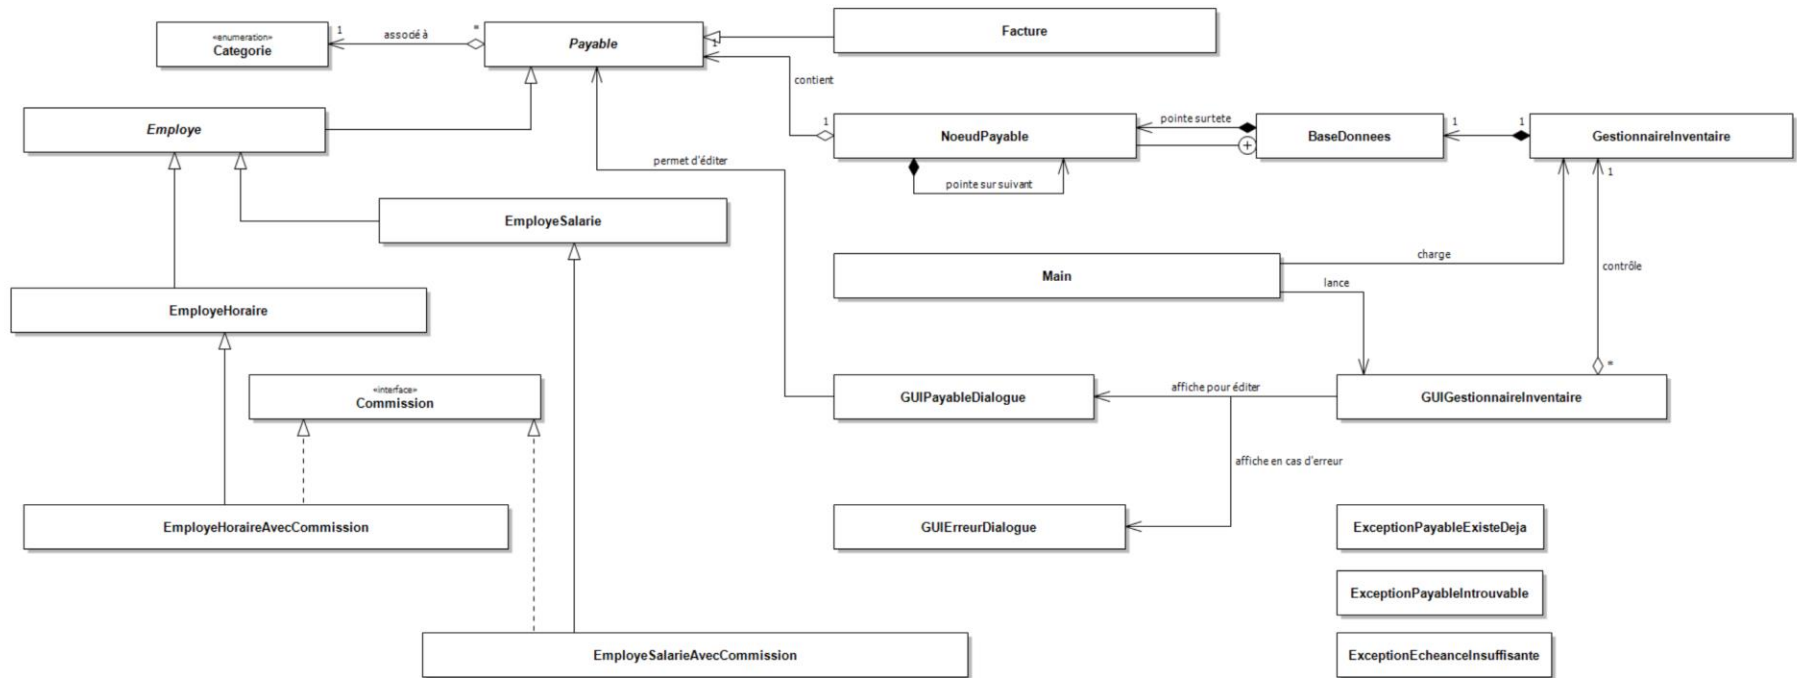 Facture
«enumeration»
Categorie
1
associé à
*
Payable
1
contient
Employe
1
NoeudPayable
pointe sur tete
BaseDonnees
1
1
GestionnaireInventaire
permet d'éditer
pointe sur suivant
1
EmployeSalarie
Main
charge
lance
contrôle
EmployeHoraire
«interface»
Commission
GUIPayableDialogue
affiche pour éditer
*
GUIGestionnaireInventaire
affiche en cas d'erreur
EmployeHoraireAvecCommission
GUIErreurDialogue
ExceptionPayableExisteDeja
ExceptionPayableIntrouvable
EmployeSalarieAvecCommission
ExceptionEcheanceInsuffisante